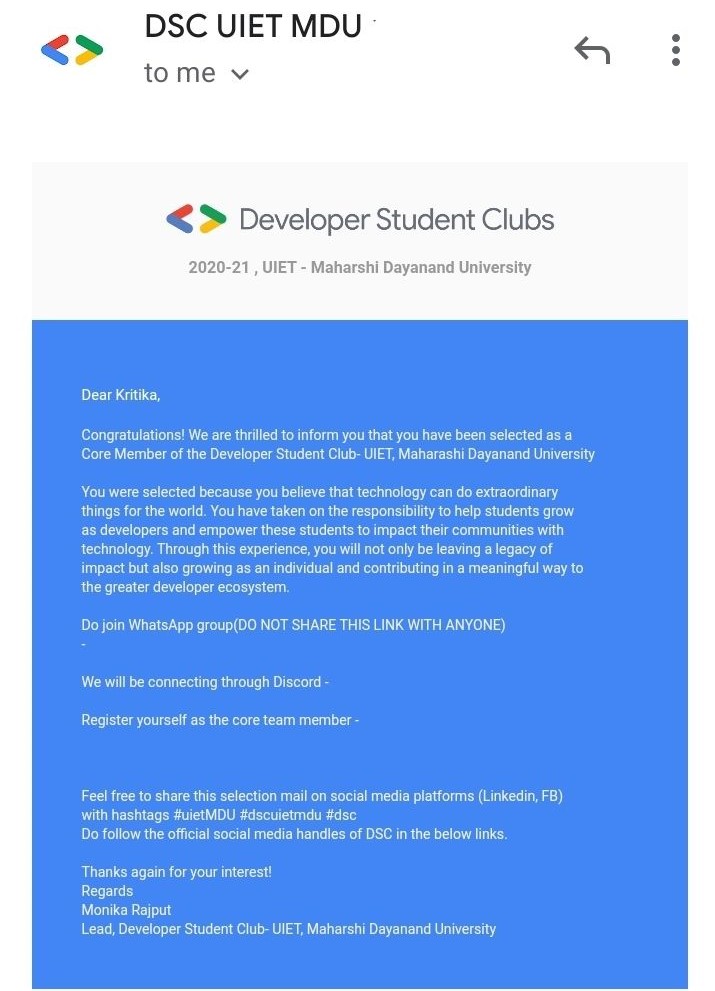 DSC UIET MDU
to me
Developer Student Clubs
2020-21 , UIET - Maharshi Dayanand University
Dear Kritika,
Congratulations! We are thrilled to inform you that you have been selected as a
Core Member of the Developer Student Club- UIET, Maharashi Dayanand University
You were selected because you believe that technology can do extraordinary
things for the world. You have taken on the responsibility to help students grow
as developers and empower these students to impact their communities with
technology. Through this experience, you will not only be leaving a legacy of
impact but also growing as an individual and contributing in a meaningful way to
the greater developer ecosystem.
Do join WhatsApp group(DO NOT SHARE THIS LINK WITH ANYONE)
-
We will be connecting through Discord -
Register yourself as the core team member -
Feel free to share this selection mail on social media platforms (Linkedin, FB)
with hashtags #uietMDU #dscuietmdu #dsc
Do follow the official social media handles of DSC in the below links.
Thanks again for your interest!
Regards
Monika Rajput
Lead, Developer Student Club- UIET, Maharshi Dayanand University